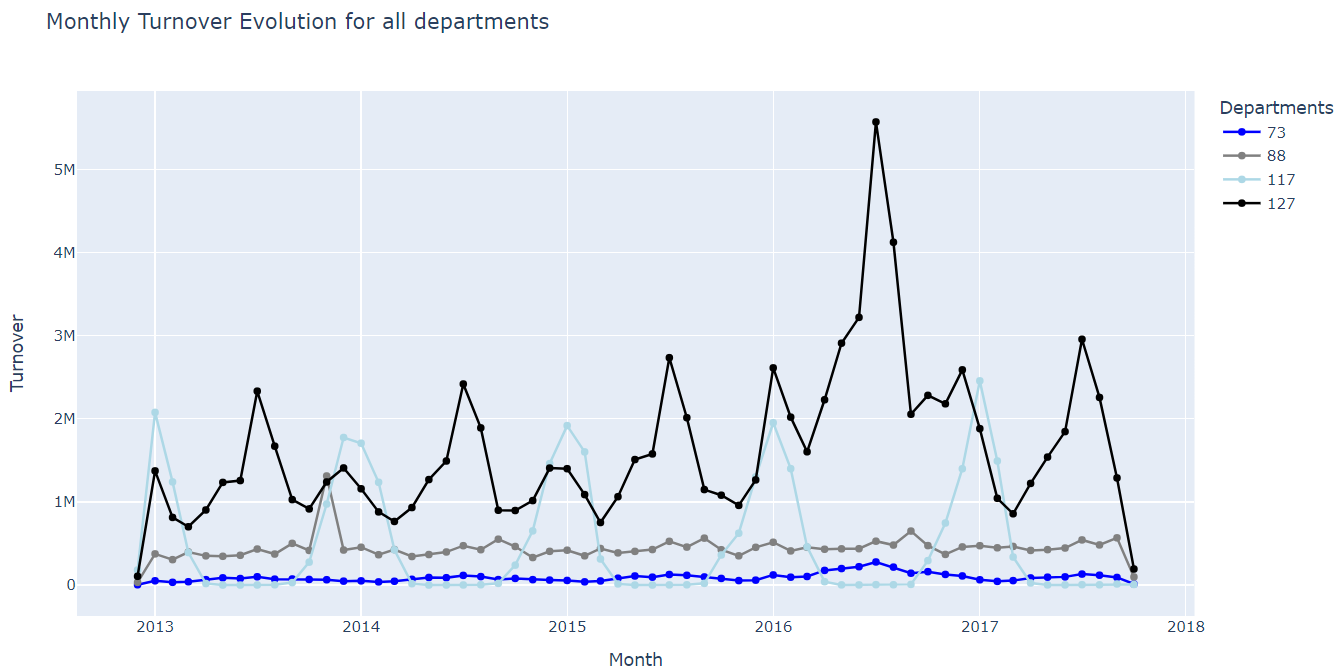 Monthly Turnover Evolution for all departments
Departments
73
88
117
127
5M
4M
3M
2M
1M
0
Turnover
2013 2014 2015 2016 2017 2018
Month